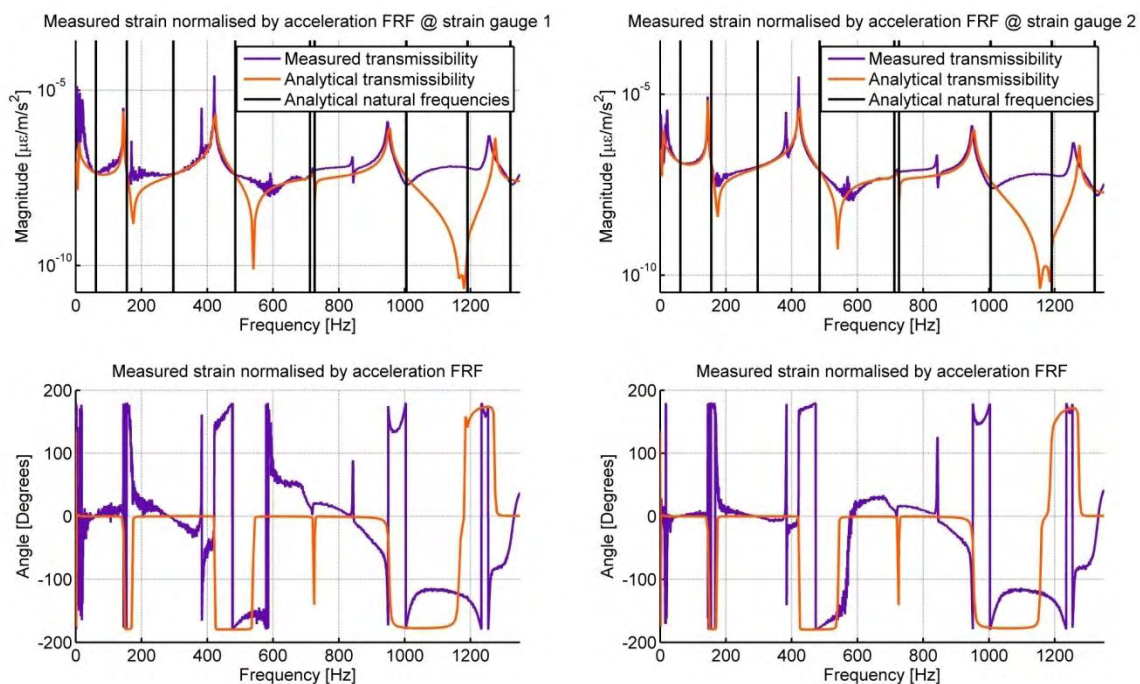 Measured strain normalised by acceleration FRF @ strain gauge 1
Measured transmissibility
Analytical transmissibility
Analytical natural frequencies
10^-5
10^-10
Magnitude [με/m/s²]
0 200 400 600 800 1000 1200
Frequency [Hz]
Measured strain normalised by acceleration FRF @ strain gauge 2
Measured transmissibility
Analytical transmissibility
Analytical natural frequencies
10^-5
10^-10
Magnitude [με/m/s²]
0 200 400 600 800 1000 1200
Frequency [Hz]
Measured strain normalised by acceleration FRF
200
100
0
-100
-200
Angle [Degrees]
0 200 400 600 800 1000 1200
Frequency [Hz]
Measured strain normalised by acceleration FRF
200
100
0
-100
-200
Angle [Degrees]
0 200 400 600 800 1000 1200
Frequency [Hz]